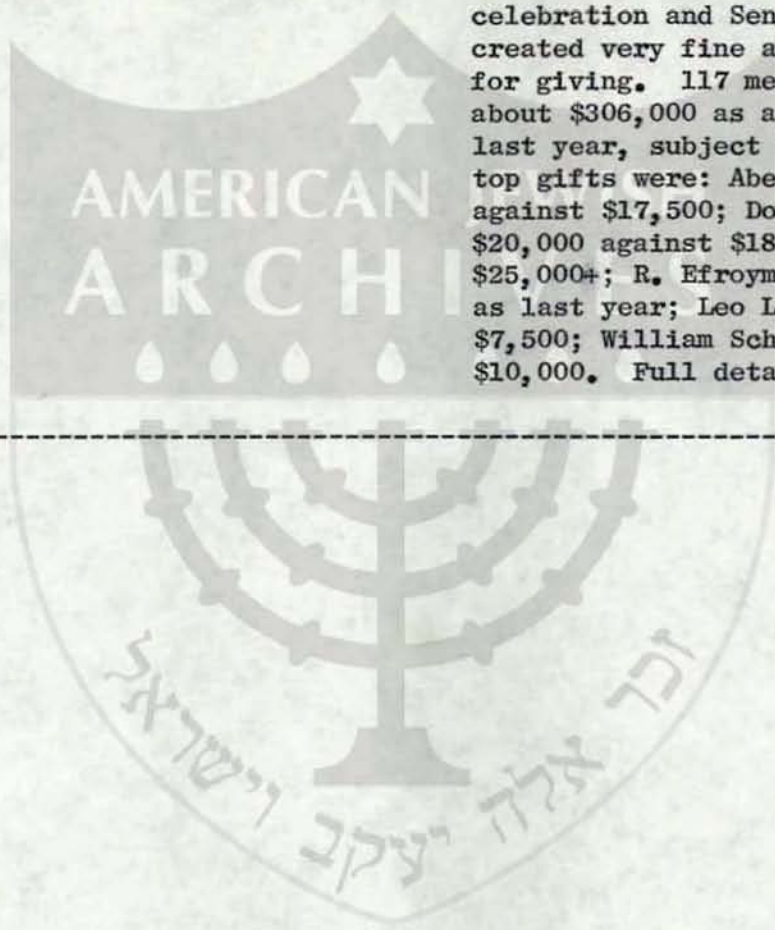 celebration and Sen
created very fine a
for giving. 117 me
about $306,000 as a
last year, subject
top gifts were: Abe
against $17,500; Do
$20,000 against $18
$25,000+; R. Efroym
as last year; Leo L
$7,500; William Sch
$10,000. Full deta
AMERICAN
ARCHIVES
זכר אלה יעקב וישראל